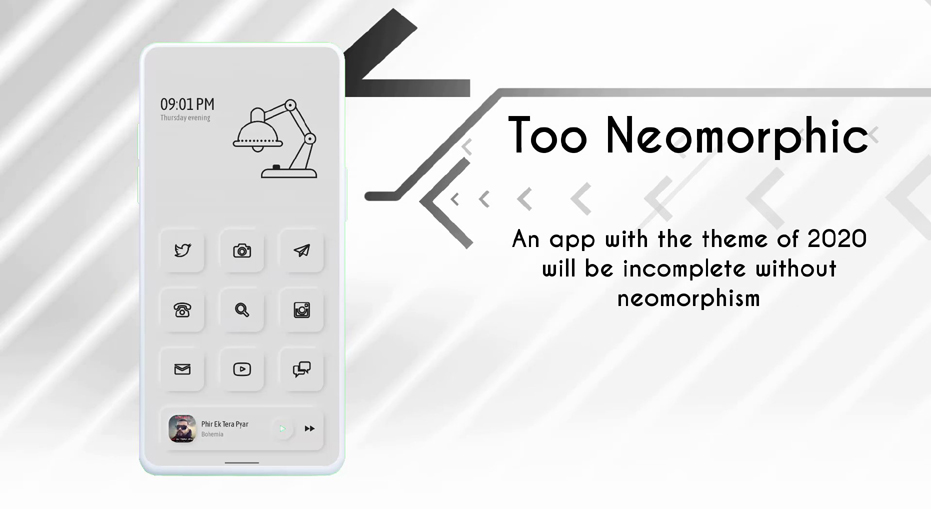 09:01 PM
Thursday evening
Phir Ek Tera Pyar
Bohemia
Too Neomorphic
An app with the theme of 2020
will be incomplete without
neomorphism